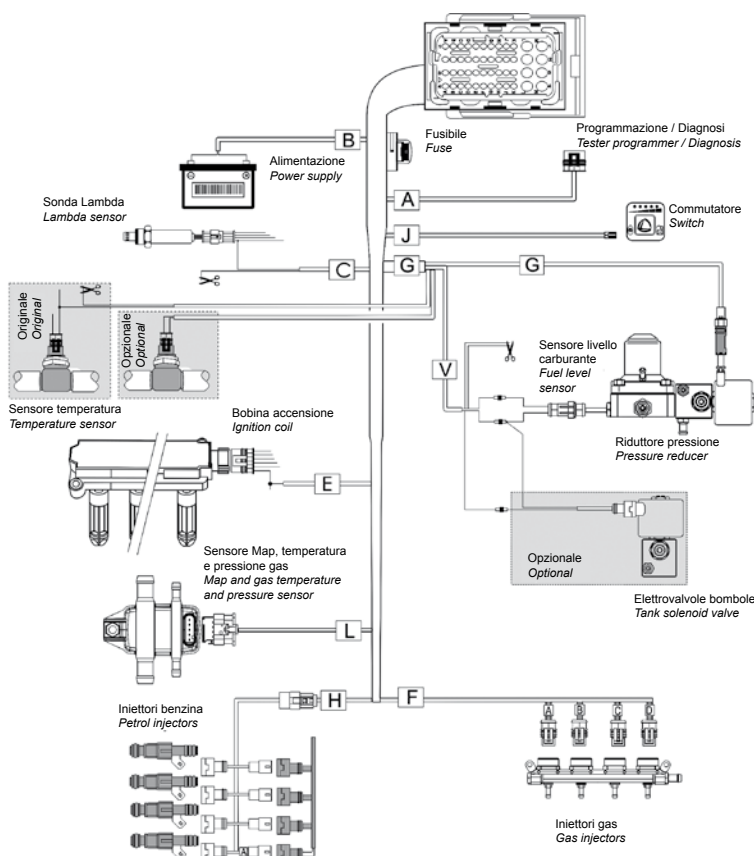 Fusibile
Fuse
Programmazione / Diagnosi
Tester programmer / Diagnosis
B
Alimentazione
Power supply
A
Sonda Lambda
Lambda sensor
Commutatore
Switch
J
C
G
G
Originale
Original
Opzionale
Optional
Sensore livello
carburante
Fuel level
sensor
V
Sensore temperatura
Temperature sensor
Riduttore pressione
Pressure reducer
Bobina accensione
Ignition coil
E
Opzionale
Optional
Sensore Map, temperatura
e pressione gas
Map and gas temperature
and pressure sensor
Elettrovalvole bombole
Tank solenoid valve
L
H
F
Iniettori benzina
Petrol injectors
A
B
C
D
Iniettori gas
Gas injectors
A